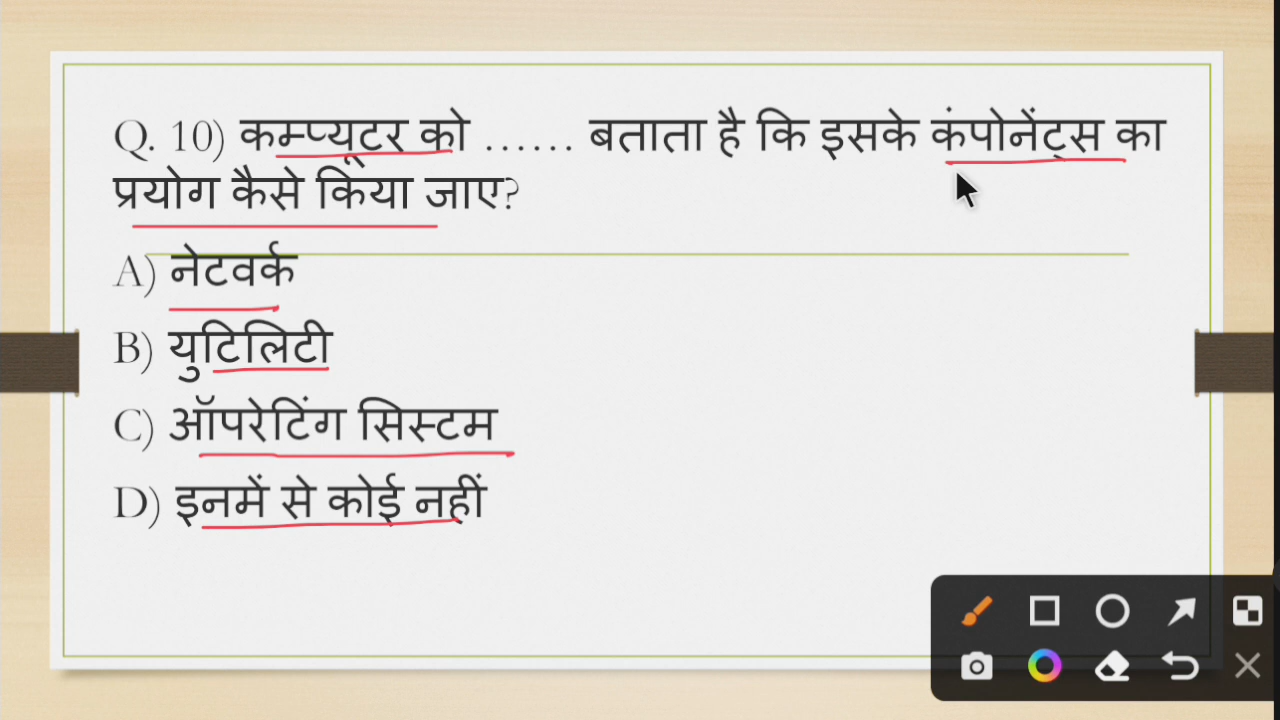 Q. 10) कम्प्यूटर को ...... बताता है कि इसके कंपोनेंट्स का
प्रयोग कैसे किया जाए?
A) नेटवर्क
B) युटिलिटी
C) ऑपरेटिंग सिस्टम
D) इनमें से कोई नहीं